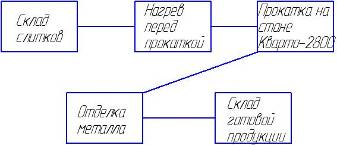 Склад
слитков
Нагрев
перед
прокаткой
Прокатка на
стане
Кварто-2800
Отделка
металла
Склад
готовой
продукции